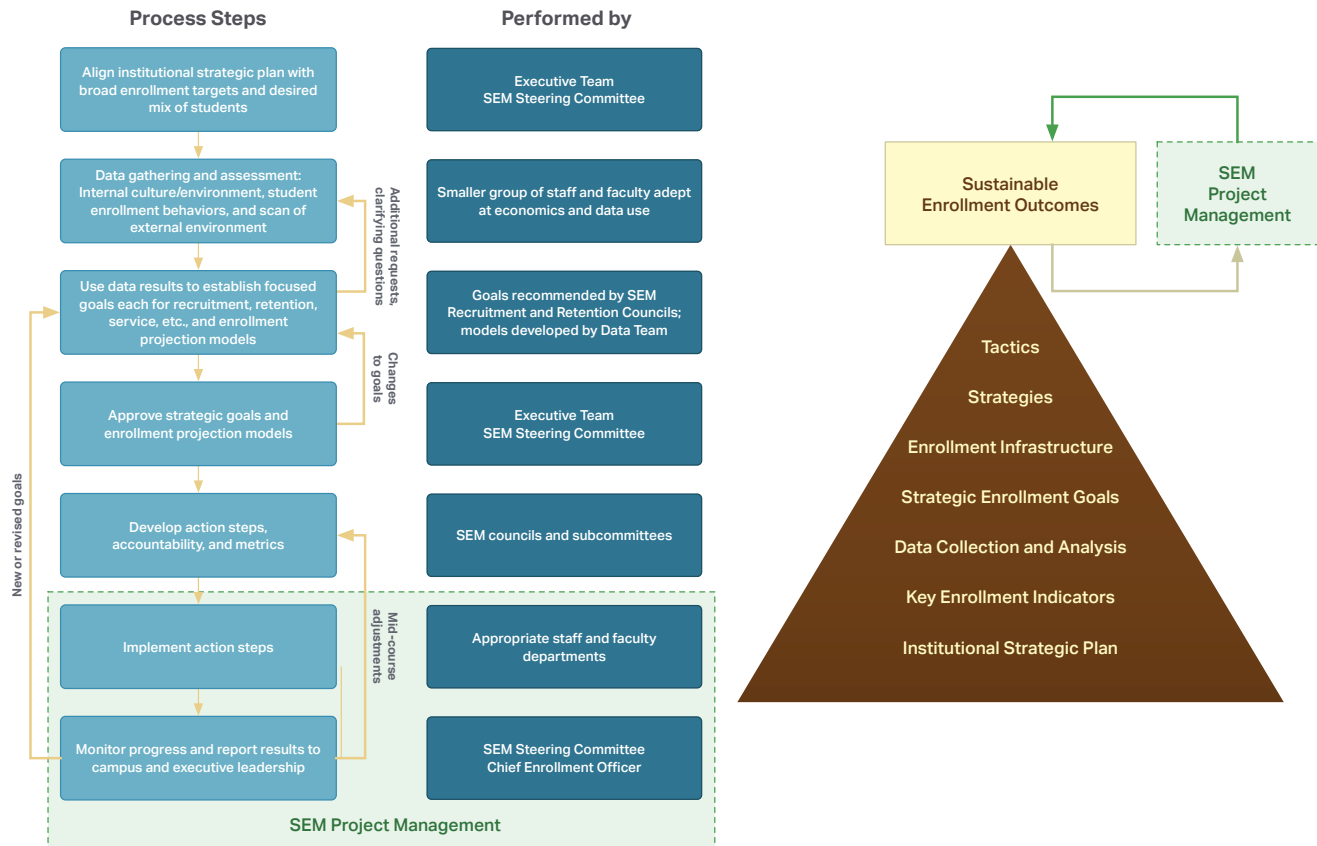 Process Steps
Performed by
Align institutional strategic plan with
broad enrollment targets and desired
mix of students
Executive Team
SEM Steering Committee
Data gathering and assessment:
Internal culture/environment, student
enrollment behaviors, and scan of
external environment
Smaller group of staff and faculty adept
at economics and data use
Additional requests,
clarifying questions
Use data results to establish focused
goals each for recruitment, retention,
service, etc., and enrollment
projection models
Goals recommended by SEM
Recruitment and Retention Councils;
models developed by Data Team
Changes
to goals
Approve strategic goals and
enrollment projection models
Executive Team
SEM Steering Committee
New or revised goals
Develop action steps,
accountability, and metrics
SEM councils and subcommittees
Mid-course
adjustments
Implement action steps
Appropriate staff and faculty
departments
Monitor progress and report results to
campus and executive leadership
SEM Steering Committee
Chief Enrollment Officer
SEM Project Management
Sustainable
Enrollment Outcomes
SEM
Project
Management
Tactics
Strategies
Enrollment Infrastructure
Strategic Enrollment Goals
Data Collection and Analysis
Key Enrollment Indicators
Institutional Strategic Plan